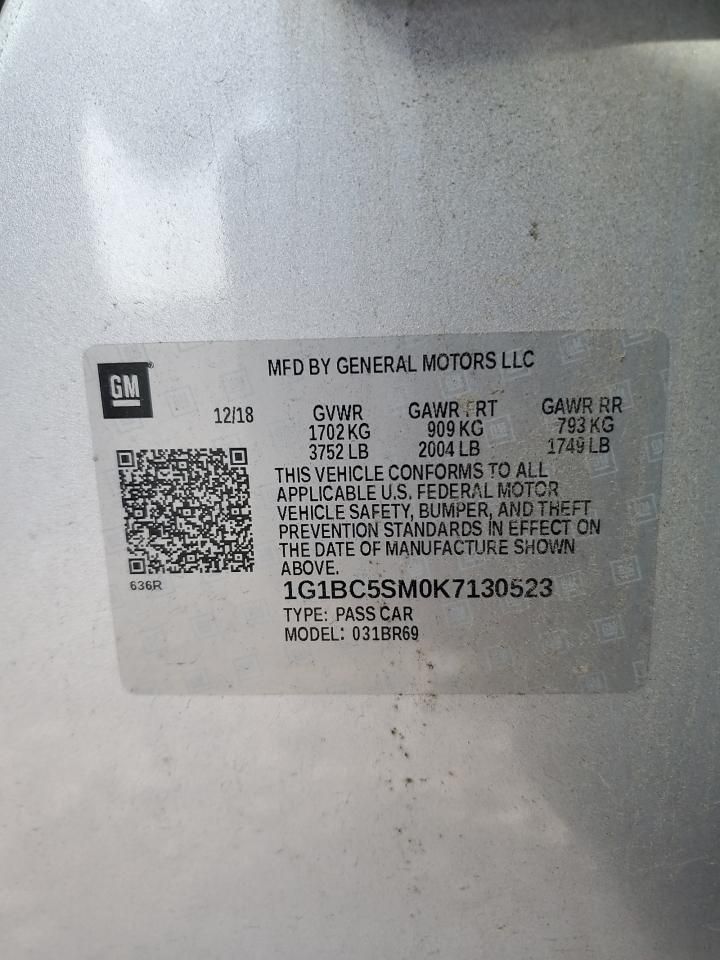 MFD BY GENERAL MOTORS LLC
GM
12/18
GVWR GAWR FRT GAWR RR
1702 KG 909 KG 793 KG
3752 LB 2004 LB 1749 LB
THIS VEHICLE CONFORMS TO ALL
APPLICABLE U.S. FEDERAL MOTOR
VEHICLE SAFETY, BUMPER, AND THEFT
PREVENTION STANDARDS IN EFFECT ON
THE DATE OF MANUFACTURE SHOWN
ABOVE.
636R
1G1BC5SM0K7130523
TYPE: PASS CAR
MODEL: 031BR69